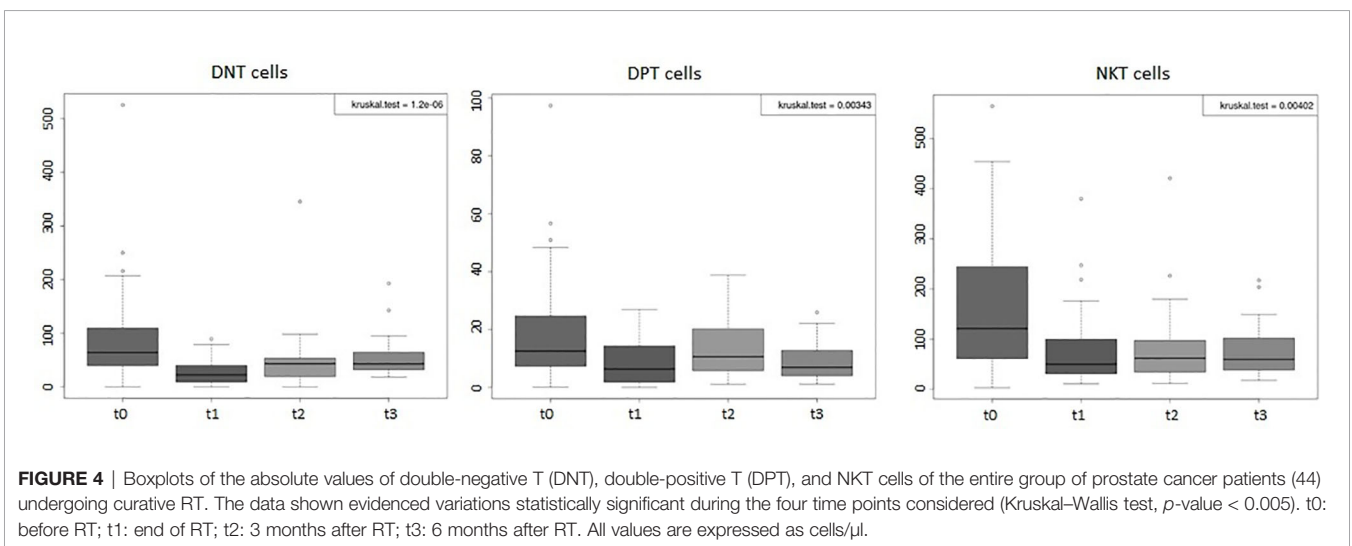 DNT cells
kruskal.test = 1.2e-06
500
400
300
200
100
0
t0 t1 t2 t3
DPT cells
kruskal.test = 0.00343
100
80
60
40
20
0
t0 t1 t2 t3
NKT cells
kruskal.test = 0.00402
500
400
300
200
100
0
t0 t1 t2 t3
FIGURE 4 | Boxplots of the absolute values of double-negative T (DNT), double-positive T (DPT), and NKT cells of the entire group of prostate cancer patients (44)
undergoing curative RT. The data shown evidenced variations statistically significant during the four time points considered (Kruskal–Wallis test, p-value < 0.005). t0:
before RT; t1: end of RT; t2: 3 months after RT; t3: 6 months after RT. All values are expressed as cells/µl.